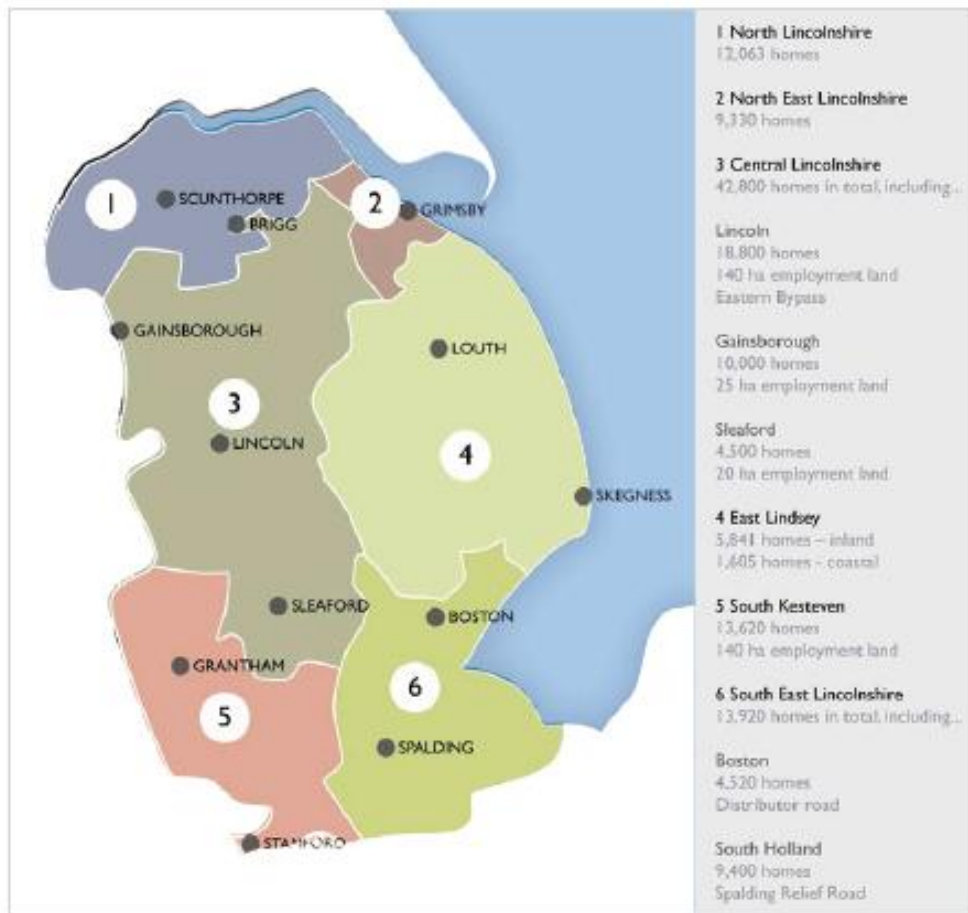 1 North Lincolnshire
12,063 homes
2 North East Lincolnshire
9,330 homes
3 Central Lincolnshire
42,800 homes in total, including...
Lincoln
18,800 homes
140 ha employment land
Eastern Bypass
Gainsborough
10,000 homes
25 ha employment land
Sleaford
4,500 homes
20 ha employment land
4 East Lindsey
5,841 homes – inland
1,605 homes - coastal
5 South Kesteven
13,620 homes
140 ha employment land
6 South East Lincolnshire
13,920 homes in total, including...
Boston
4,520 homes
Distributor road
South Holland
9,400 homes
Spalding Relief Road
1
SCUNTHORPE
BRIGG
2
GRIMSBY
GAINSBOROUGH
LOUTH
3
LINCOLN
4
SKEGNESS
SLEAFORD
BOSTON
GRANTHAM
5
6
SPALDING
STAMFORD